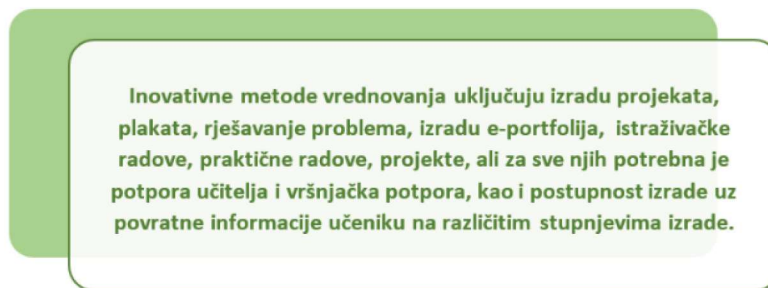 Inovativne metode vrednovanja uključuju izradu projekata,
plakata, rješavanje problema, izradu e-portfolija, istraživačke
radove, praktične radove, projekte, ali za sve njih potrebna je
potpora učitelja i vršnjačka potpora, kao i postupnost izrade uz
povratne informacije učeniku na različitim stupnjevima izrade.